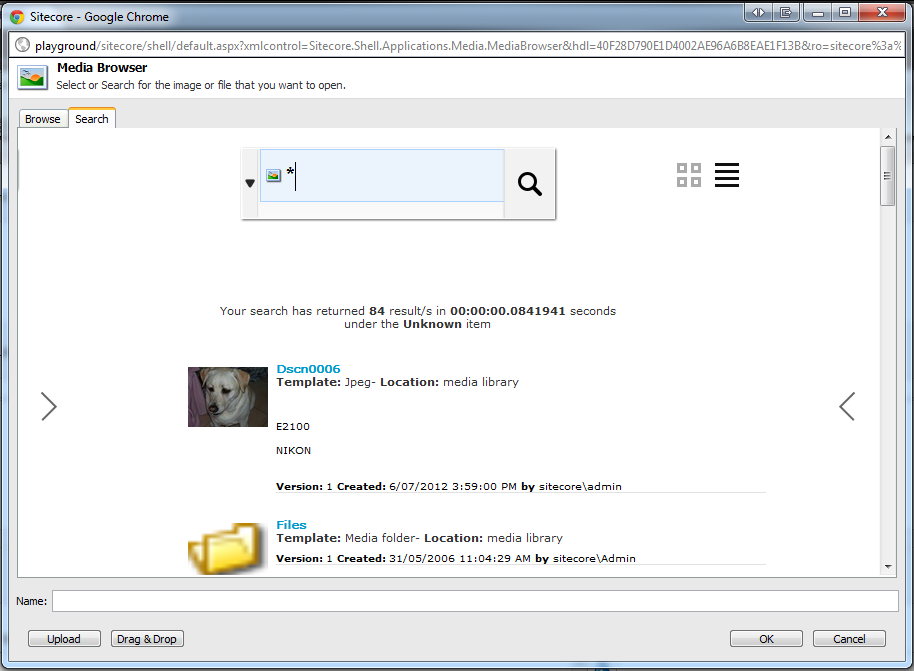 Sitecore - Google Chrome
playground/sitecore/shell/default.aspx?xmlcontrol=Sitecore.Shell.Applications.Media.MediaBrowser&hdl=40F28D790E1D4002AE96A6B8EAE1F13B&ro=sitecore%3a%
Media Browser
Select or Search for the image or file that you want to open.
Browse Search
*
Your search has returned 84 result/s in 00:00:00.0841941 seconds
under the Unknown item
Dscn0006
Template: Jpeg- Location: media library
E2100
NIKON
Version: 1 Created: 6/07/2012 3:59:00 PM by sitecore\admin
Files
Template: Media folder- Location: media library
Version: 1 Created: 31/05/2006 11:04:29 AM by sitecore\Admin
Name:
Upload Drag & Drop OK Cancel